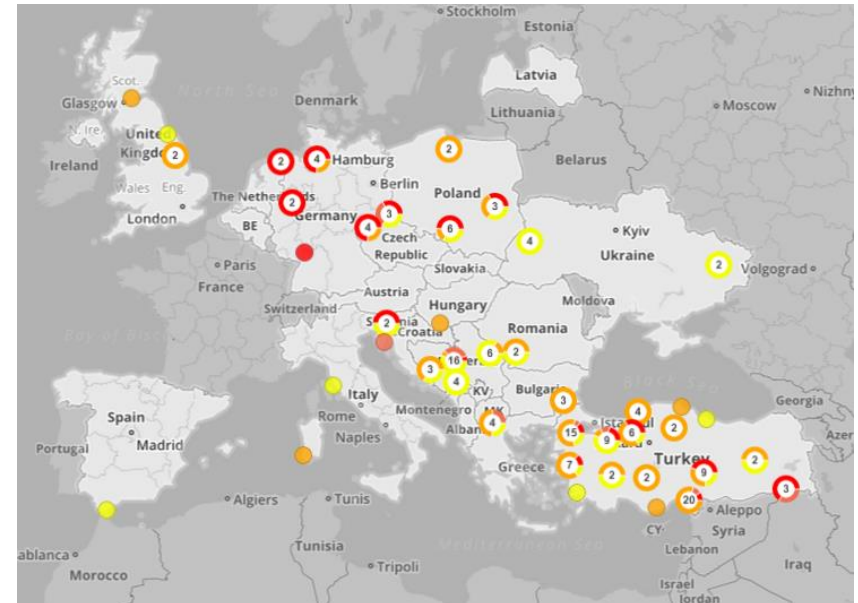 Stockholm
Estonia
Scot.
North Sea
Latvia
Glasgow
Denmark
Moscow
Nizhny
Lithuania
N. Ire.
United
Kingdom
2
2
4
Hamburg
2
Ireland
Belarus
Berlin
Wales
Eng.
The Netherlands
2
Poland
3
3
London
Germany
BE
4
Czech
Republic
6
4
Kyiv
Ukraine
2
Volgograd
Paris
France
Slovakia
Austria
Switzerland
Hungary
Moldova
2
Croatia
Romania
16
6
2
3
4
KV
Italy
Rome
Montenegro
Bulgaria
3
Black Sea
Georgia
Spain
Madrid
Portugal
Naples
MK
4
Albania
Istanbul
4
2
15
9
6
Azer
Greece
7
2
2
Turkey
9
2
3
20
Algiers
Tunis
Aleppo
CY
Syria
Lebanon
Mediterranean Sea
Tunisia
Tripoli
Iraq
ablanca
Morocco
Israel
Jordan